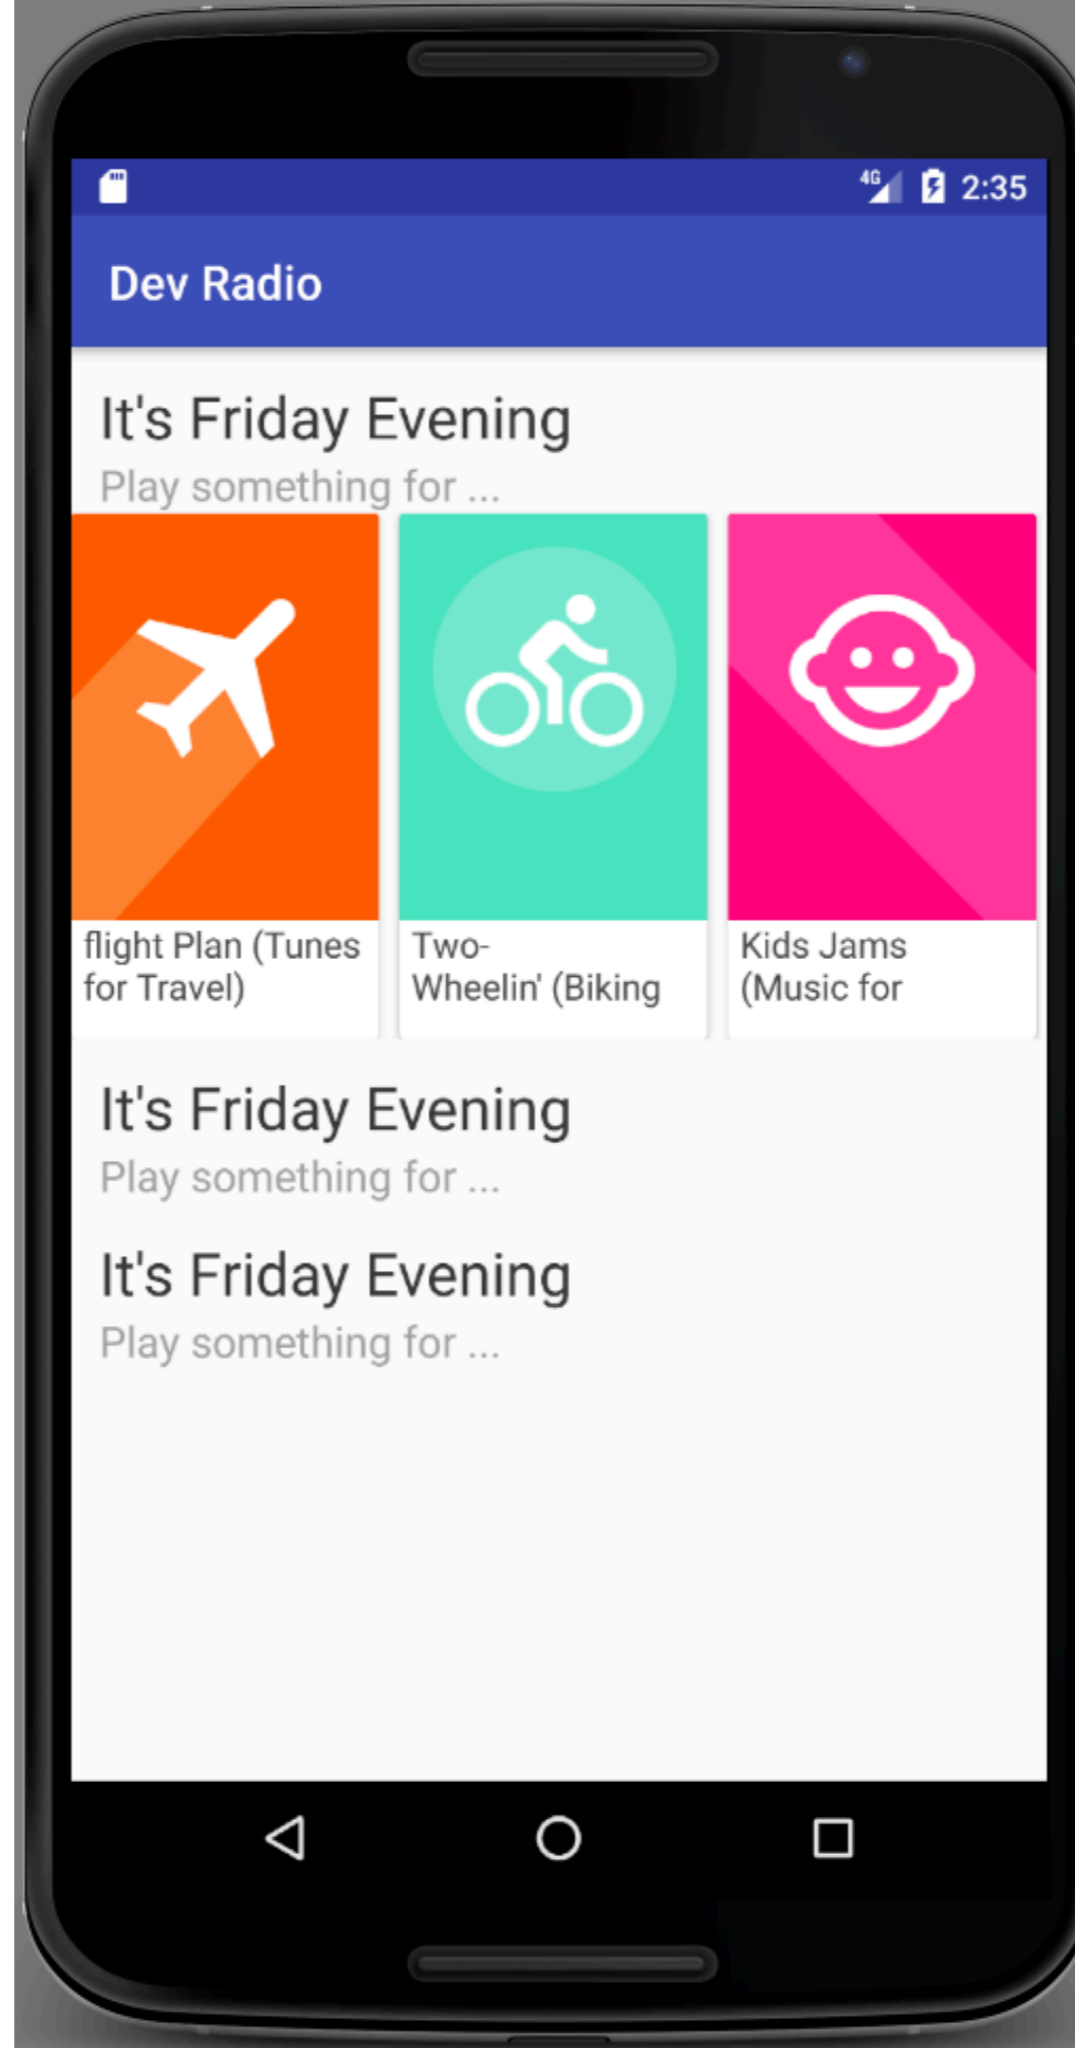 4G 2:35
Dev Radio
It's Friday Evening
Play something for ...
flight Plan (Tunes
for Travel)
Two-
Wheelin' (Biking
Kids Jams
(Music for
It's Friday Evening
Play something for ...
It's Friday Evening
Play something for ...